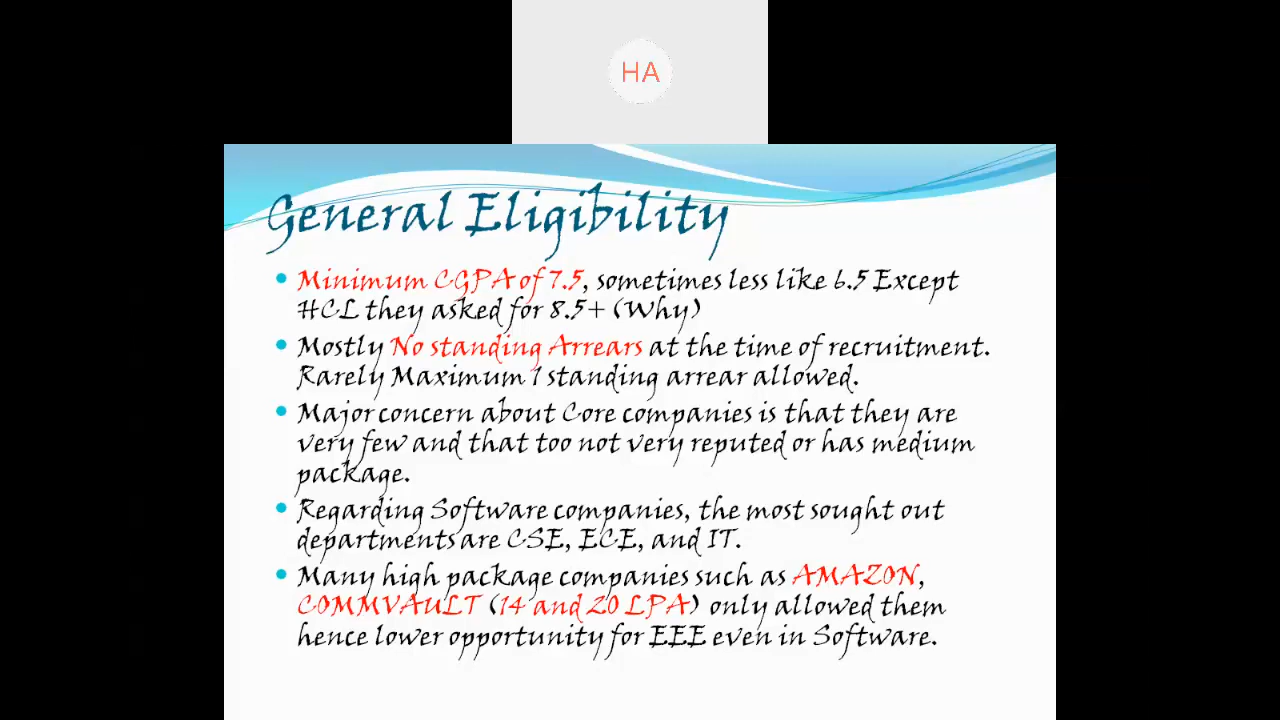 HA
General Eligibility
• Minimum CGPA of 7.5, sometimes less like 6.5 Except
HCL they asked for 8.5+ (Why)
• Mostly No standing Arrears at the time of recruitment.
Rarely Maximum 1 standing arrear allowed.
• Major concern about Core companies is that they are
very few and that too not very reputed or has medium
package.
• Regarding Software companies, the most sought out
departments are CSE, ECE, and IT.
• Many high package companies such as AMAZON,
COMMVAULT (14 and 20 LPA) only allowed them
hence lower opportunity for EEE even in Software.